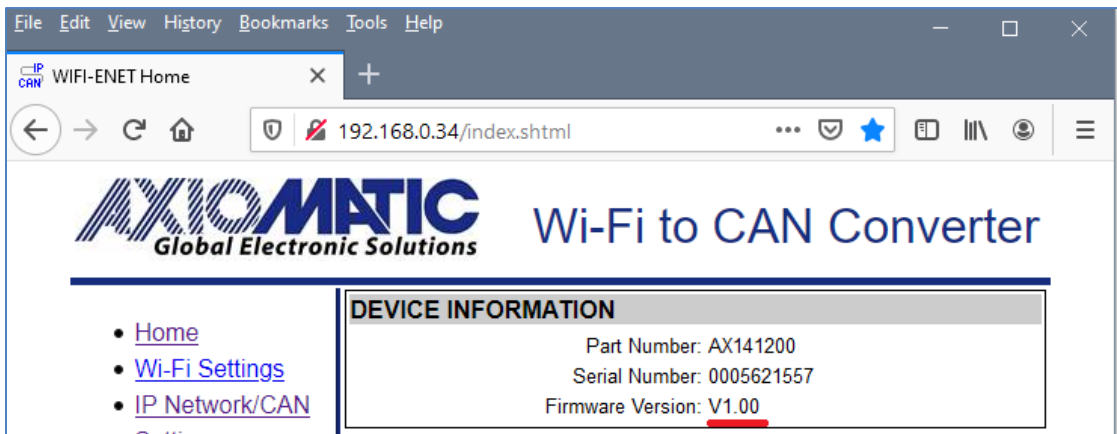 File Edit View History Bookmarks Tools Help
IP
CAN
WIFI-ENET Home
192.168.0.34/index.shtml
AXIOMATIC
Global Electronic Solutions
Wi-Fi to CAN Converter
DEVICE INFORMATION
Part Number: AX141200
Serial Number: 0005621557
Firmware Version: V1.00
Home
Wi-Fi Settings
IP Network/CAN